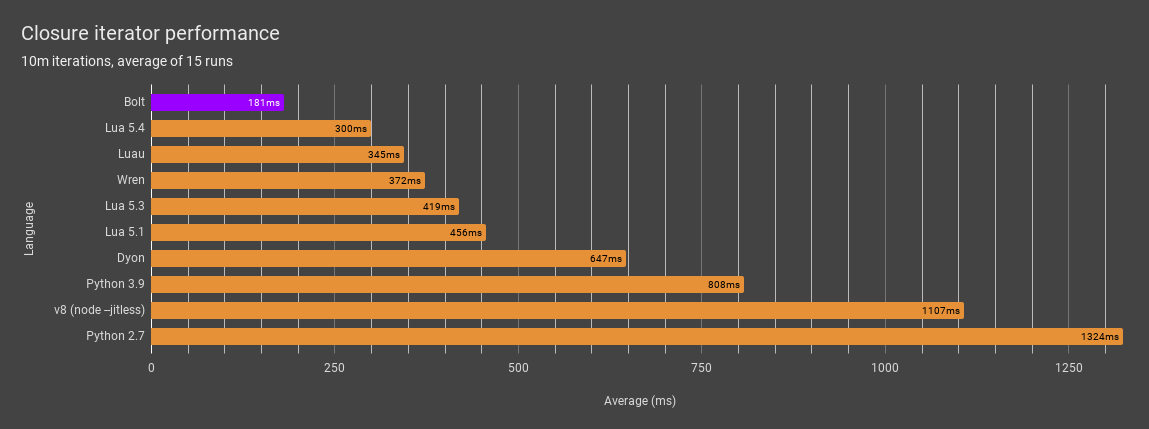 Closure iterator performance
10m iterations, average of 15 runs
Language
Bolt 181ms
Lua 5.4 300ms
Luau 345ms
Wren 372ms
Lua 5.3 419ms
Lua 5.1 456ms
Dyon 647ms
Python 3.9 808ms
v8 (node --jitless) 1107ms
Python 2.7 1324ms
0 250 500 750 1000 1250
Average (ms)